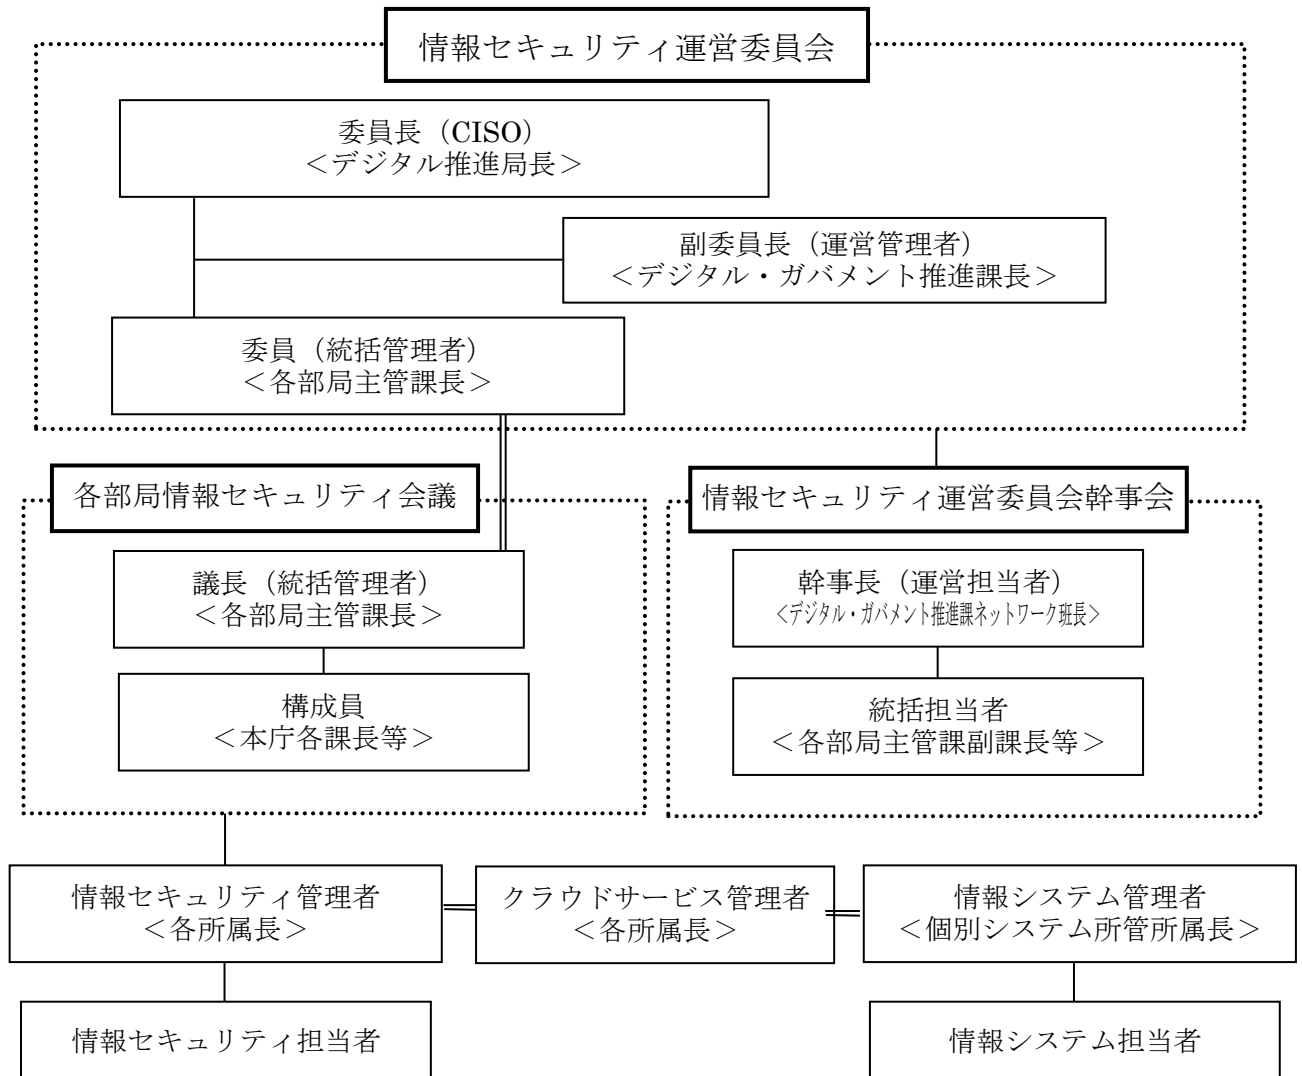 情報セキュリティ運営委員会
委員長（CISO）
＜デジタル推進局長＞
副委員長（運営管理者）
＜デジタル・ガバメント推進課長＞
委員（統括管理者）
＜各部局主管課長＞
各部局情報セキュリティ会議
議長（統括管理者）
＜各部局主管課長＞
構成員
＜本庁各課長等＞
情報セキュリティ運営委員会幹事会
幹事長（運営担当者）
＜デジタル・ガバメント推進課ネットワーク班長＞
統括担当者
＜各部局主管課副課長等＞
情報セキュリティ管理者
＜各所属長＞
クラウドサービス管理者
＜各所属長＞
情報システム管理者
＜個別システム所管所属長＞
情報セキュリティ担当者
情報システム担当者